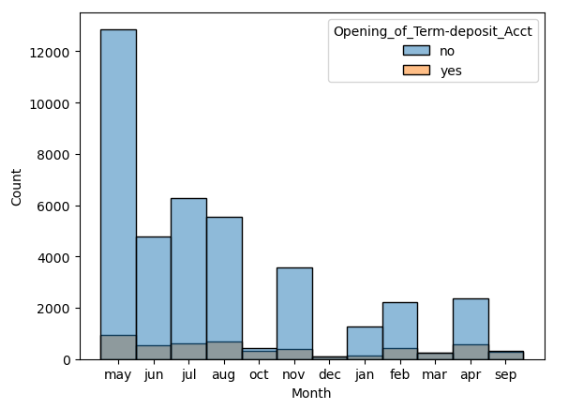 Opening_of_Term-deposit_Acct
no
yes
12000
10000
8000
6000
4000
2000
0
Count
may jun jul aug oct nov dec jan feb mar apr sep
Month